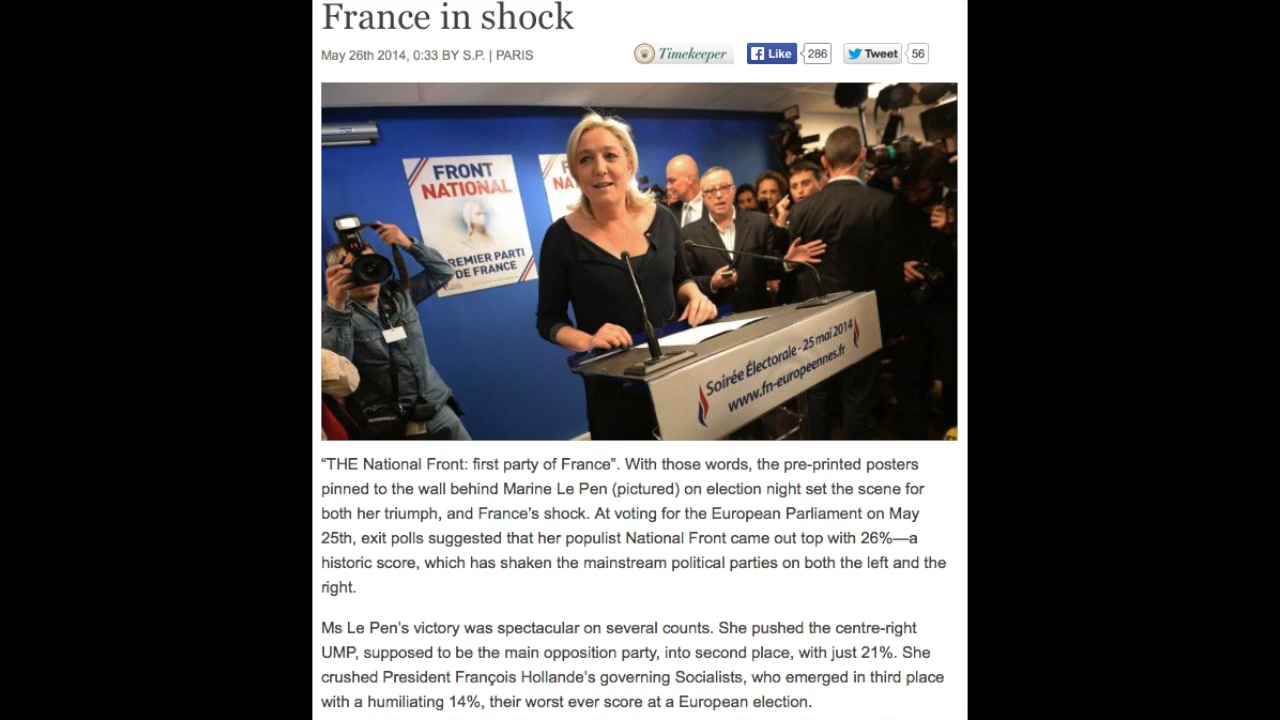 France in shock
May 26th 2014, 0:33 BY S.P. | PARIS
Timekeeper
Like
286
Tweet
56
FRONT
NATIONAL
PREMIER PARTI
DE FRANCE
Soirée Électorale - 25 mai 2014
www.fn-europeennes.fr
“THE National Front: first party of France”. With those words, the pre-printed posters
pinned to the wall behind Marine Le Pen (pictured) on election night set the scene for
both her triumph, and France’s shock. At voting for the European Parliament on May
25th, exit polls suggested that her populist National Front came out top with 26%—a
historic score, which has shaken the mainstream political parties on both the left and the
right.
Ms Le Pen’s victory was spectacular on several counts. She pushed the centre-right
UMP, supposed to be the main opposition party, into second place, with just 21%. She
crushed President François Hollande’s governing Socialists, who emerged in third place
with a humiliating 14%, their worst ever score at a European election.